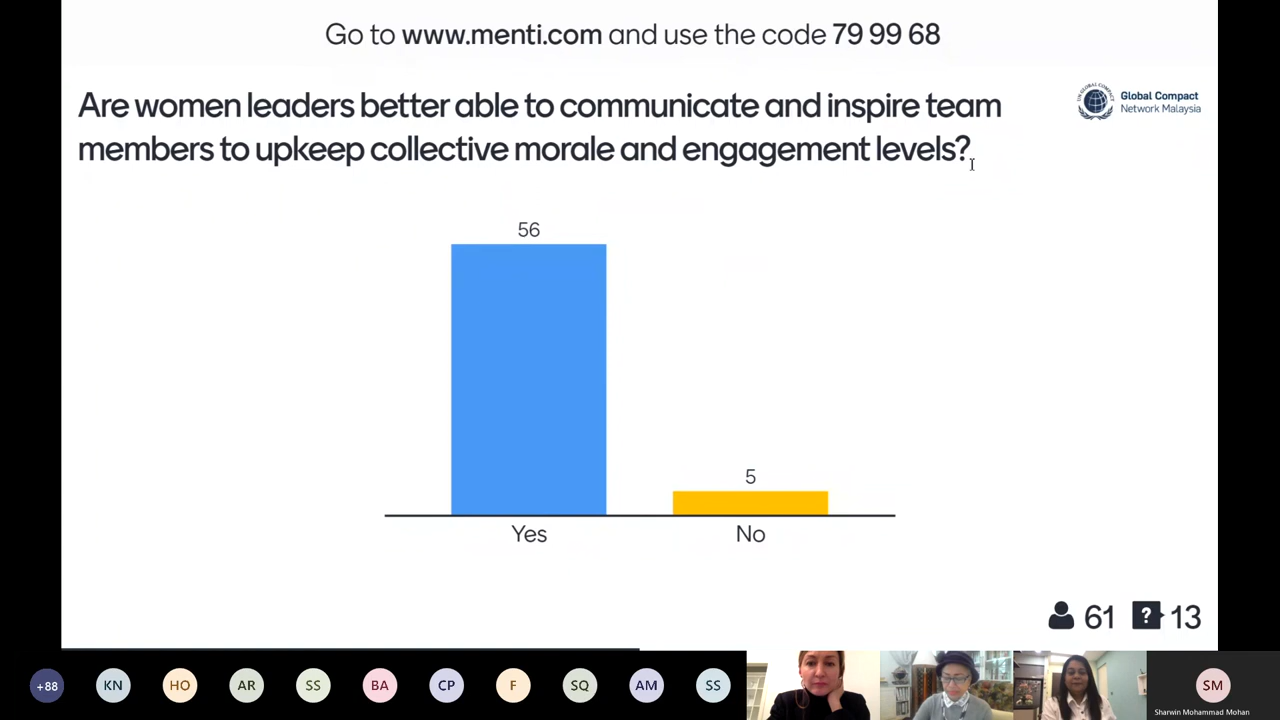 Go to www.menti.com and use the code 79 99 68
Are women leaders better able to communicate and inspire team
members to upkeep collective morale and engagement levels?
Global Compact
Network Malaysia
56
5
Yes
No
61
? 13
+88
KN
HO
AR
SS
BA
CP
F
SQ
AM
SS
SM
Sharwin Mohammad Mohan